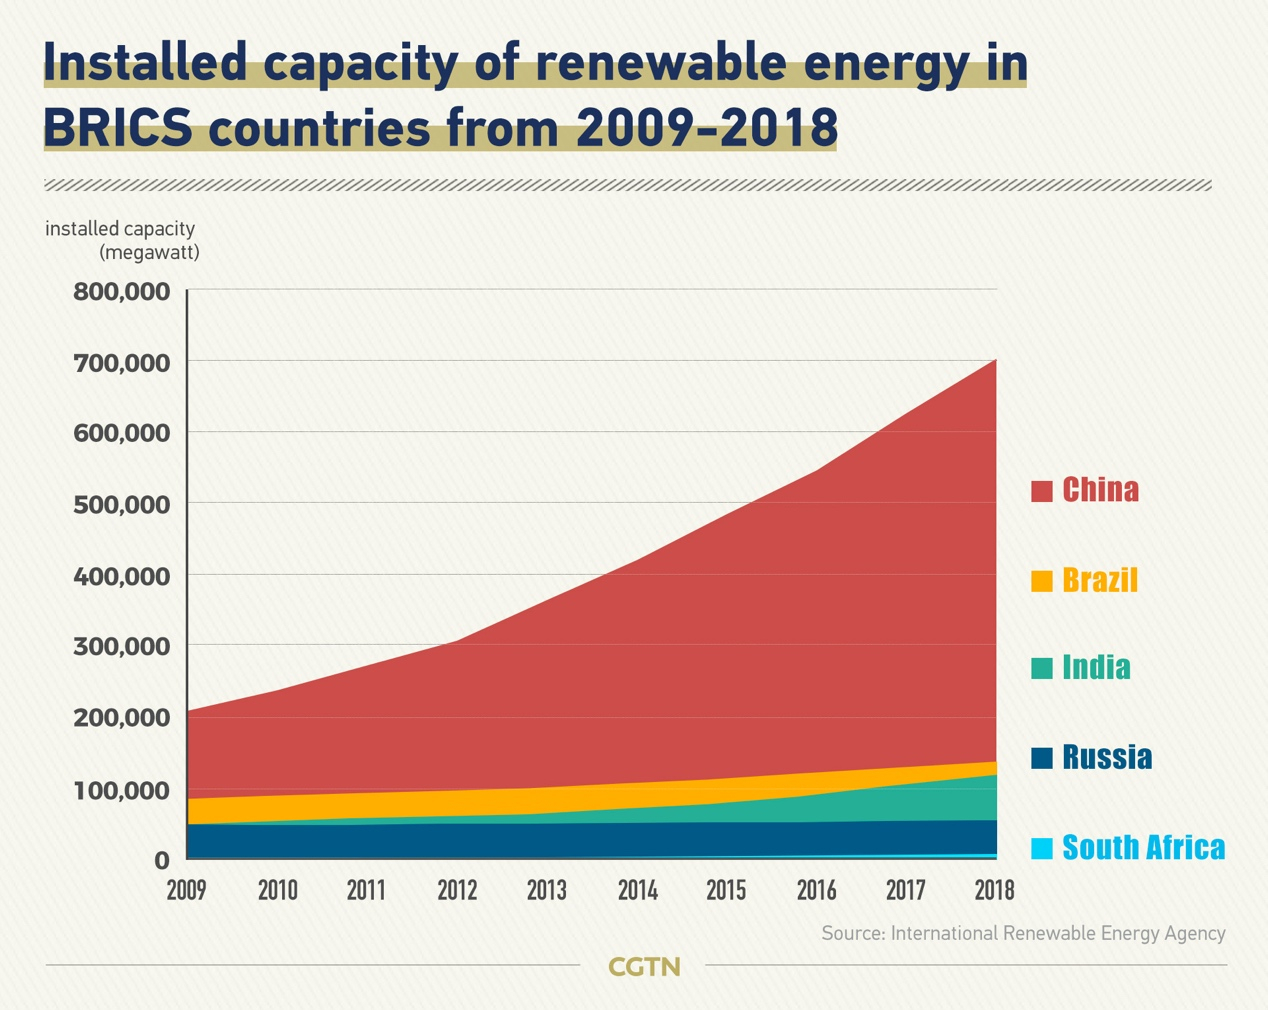 Installed capacity of renewable energy in
BRICS countries from 2009-2018
installed capacity
(megawatt)
800,000
700,000
600,000
500,000
400,000
300,000
200,000
100,000
0
2009 2010 2011 2012 2013 2014 2015 2016 2017 2018
China
Brazil
India
Russia
South Africa
Source: International Renewable Energy Agency
CGTN